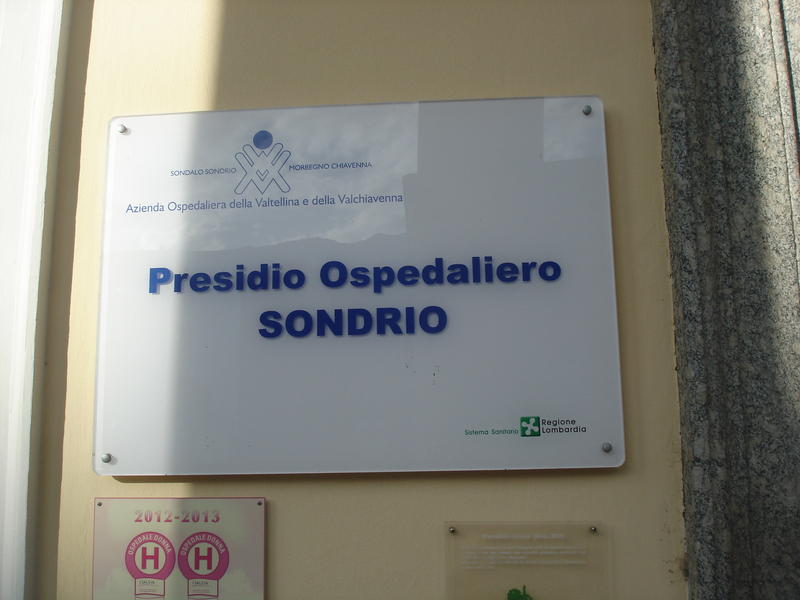 SONDALO SONDRIO MORBEGNO CHIAVENNA
Azienda Ospedaliera della Valtellina e della Valchiavenna
Presidio Ospedaliero
SONDRIO
Sistema Sanitario Regione
Lombardia
2012-2013
OSPEDALE DONNA OSPEDALE DONNA
H H